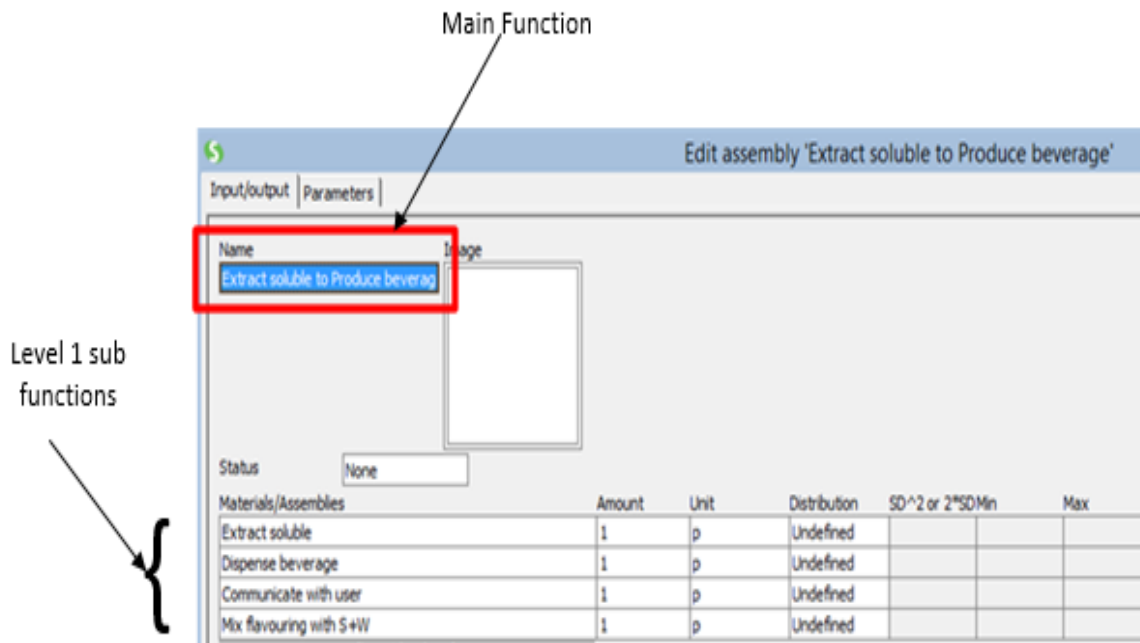 Main Function
Edit assembly 'Extract soluble to Produce beverage'
Input/output Parameters
Name Image
Extract soluble to Produce beverag
Level 1 sub
functions
Status None
Materials/Assemblies Amount Unit Distribution SD^2 or 2*SD Min Max
Extract soluble 1 p Undefined
Dispense beverage 1 p Undefined
Communicate with user 1 p Undefined
Mix flavouring with S+W 1 p Undefined